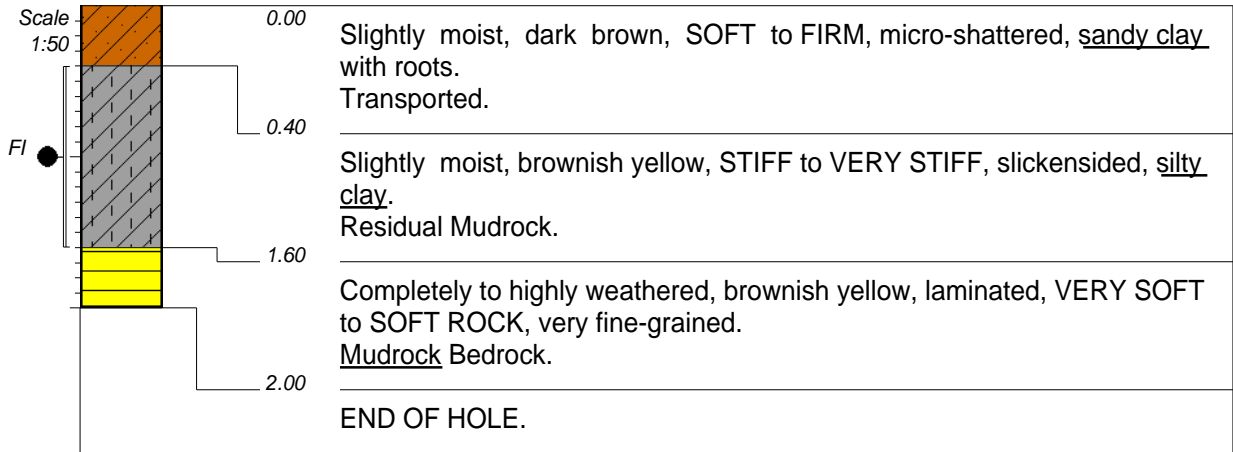 Scale
1:50
0.00
Slightly moist, dark brown, SOFT to FIRM, micro-shattered, sandy clay
with roots.
Transported.
0.40
FI
Slightly moist, brownish yellow, STIFF to VERY STIFF, slickensided, silty
clay.
Residual Mudrock.
1.60
Completely to highly weathered, brownish yellow, laminated, VERY SOFT
to SOFT ROCK, very fine-grained.
Mudrock Bedrock.
2.00
END OF HOLE.